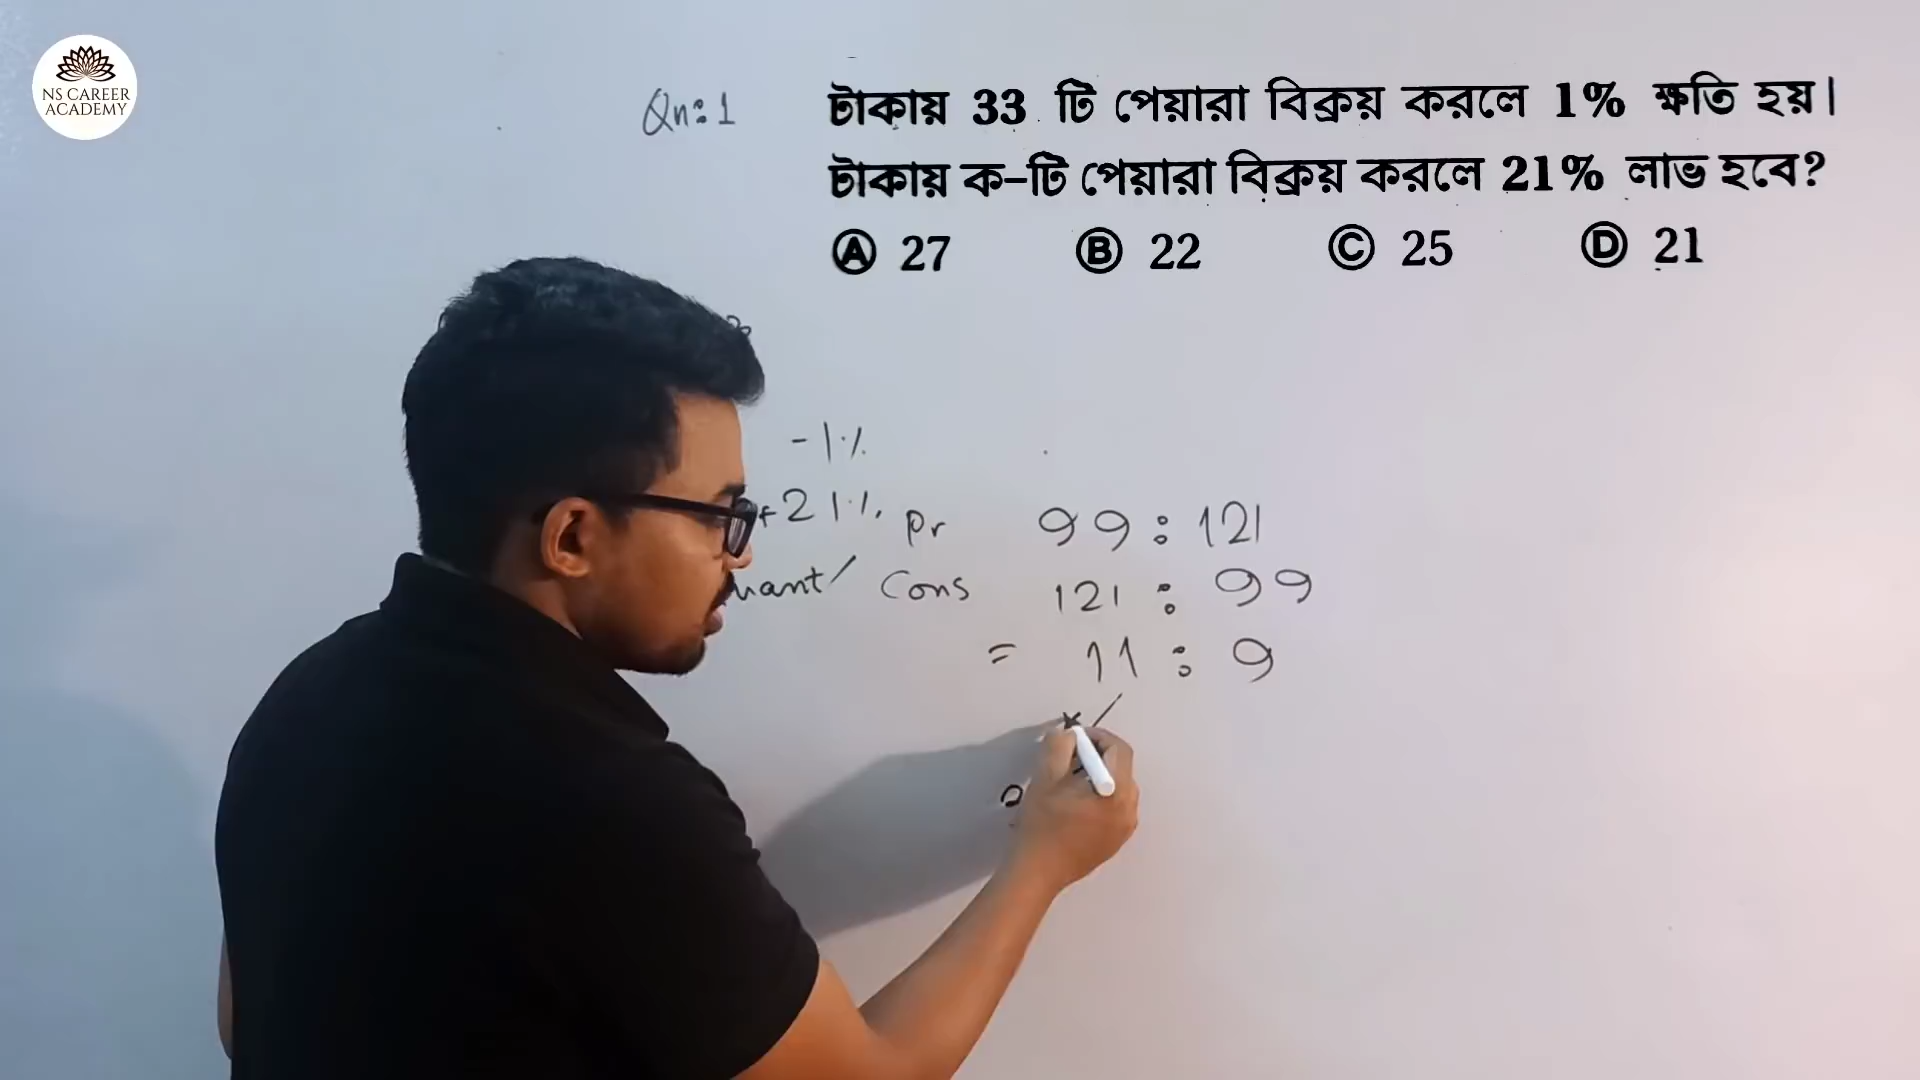 NS CAREER
ACADEMY
Qn: 1
টাকায় 33 টি পেয়ারা বিক্রয় করলে 1% ক্ষতি হয়।
টাকায় ক-টি পেয়ারা বিক্রয় করলে 21% লাভ হবে?
Ⓐ 27 Ⓑ 22 Ⓒ 25 Ⓓ 21
-1%
+21% pr 99 : 121
Cons 121 : 99
= 11 : 9